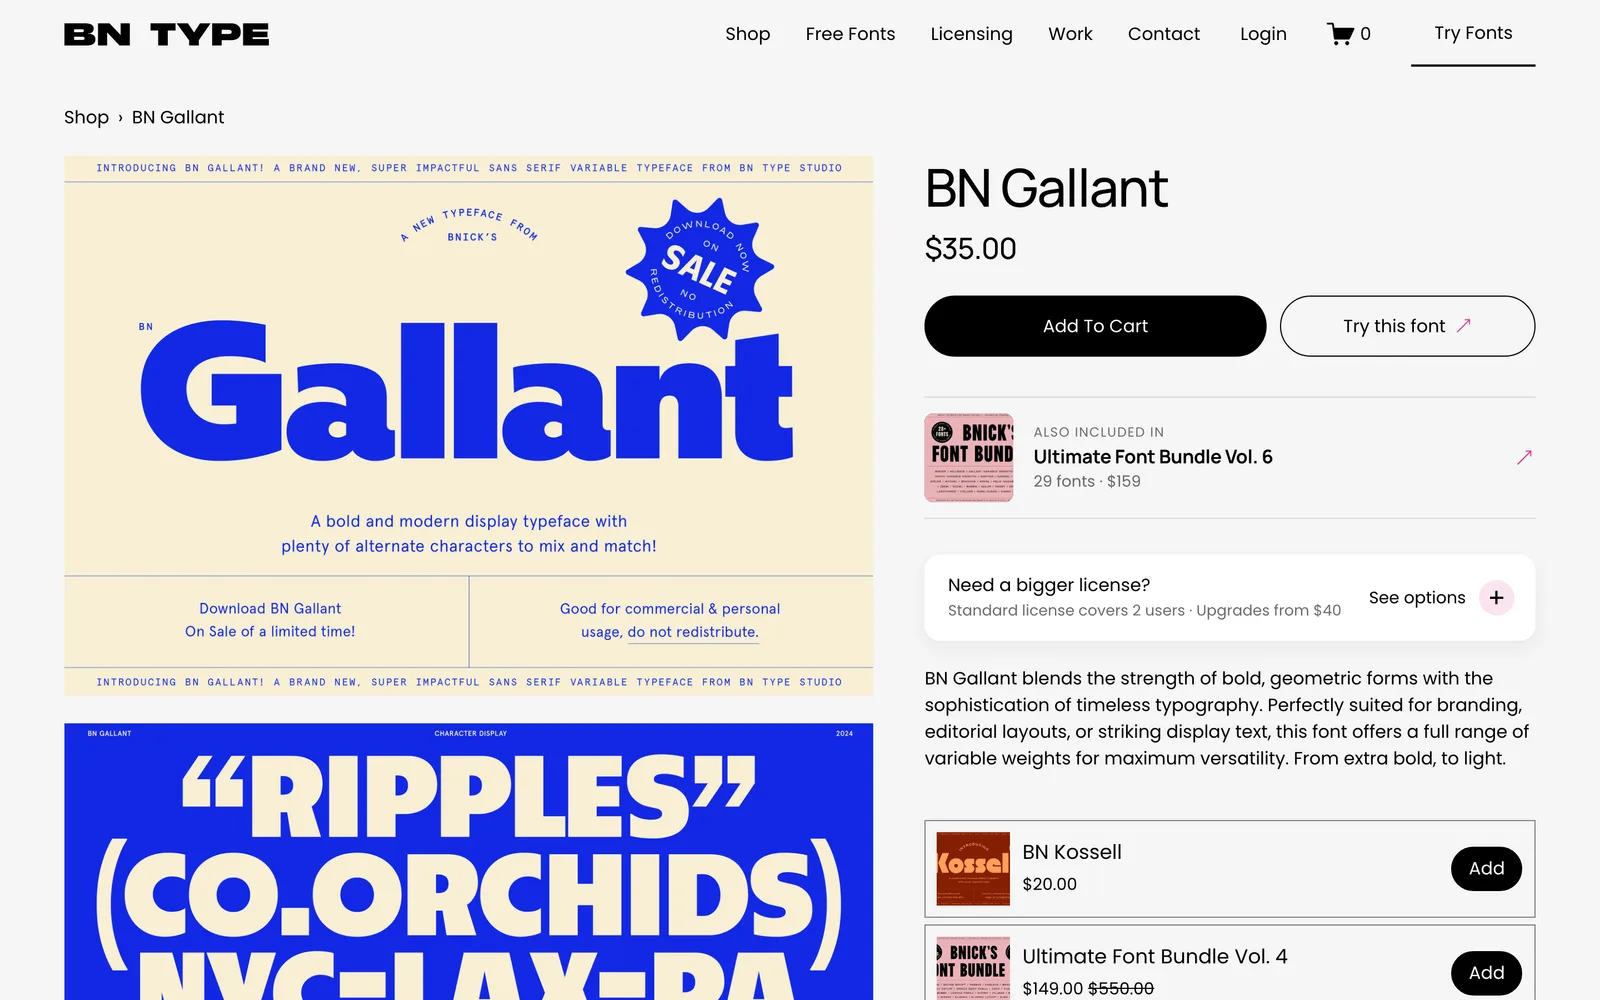 BN TYPE
Shop
Free Fonts
Licensing
Work
Contact
Login
0
Try Fonts
Shop › BN Gallant
INTRODUCING BN GALLANT! A BRAND NEW, SUPER IMPACTFUL SANS SERIF VARIABLE TYPEFACE FROM BN TYPE STUDIO
A NEW TYPEFACE FROM
BNICK'S
DOWNLOAD NOW
ON
SALE
NO
REDISTRIBUTION
BN
Gallant
A bold and modern display typeface with
plenty of alternate characters to mix and match!
Download BN Gallant
On Sale of a limited time!
Good for commercial & personal
usage, do not redistribute.
INTRODUCING BN GALLANT! A BRAND NEW, SUPER IMPACTFUL SANS SERIF VARIABLE TYPEFACE FROM BN TYPE STUDIO
BN GALLANT
CHARACTER DISPLAY
2024
“RIPPLES”
(CO.ORCHIDS)
NYC-LAX-PA
BN Gallant
$35.00
Add To Cart
Try this font
28+
FONTS
BNICK'S
FONT BUND
ALSO INCLUDED IN
Ultimate Font Bundle Vol. 6
29 fonts · $159
Need a bigger license?
Standard license covers 2 users · Upgrades from $40
See options
BN Gallant blends the strength of bold, geometric forms with the
sophistication of timeless typography. Perfectly suited for branding,
editorial layouts, or striking display text, this font offers a full range of
variable weights for maximum versatility. From extra bold, to light.
INTRODUCING
Kossel
BN Kossell
$20.00
Add
BNICK'S
ONT BUNDLE
Ultimate Font Bundle Vol. 4
$149.00 $550.00
Add